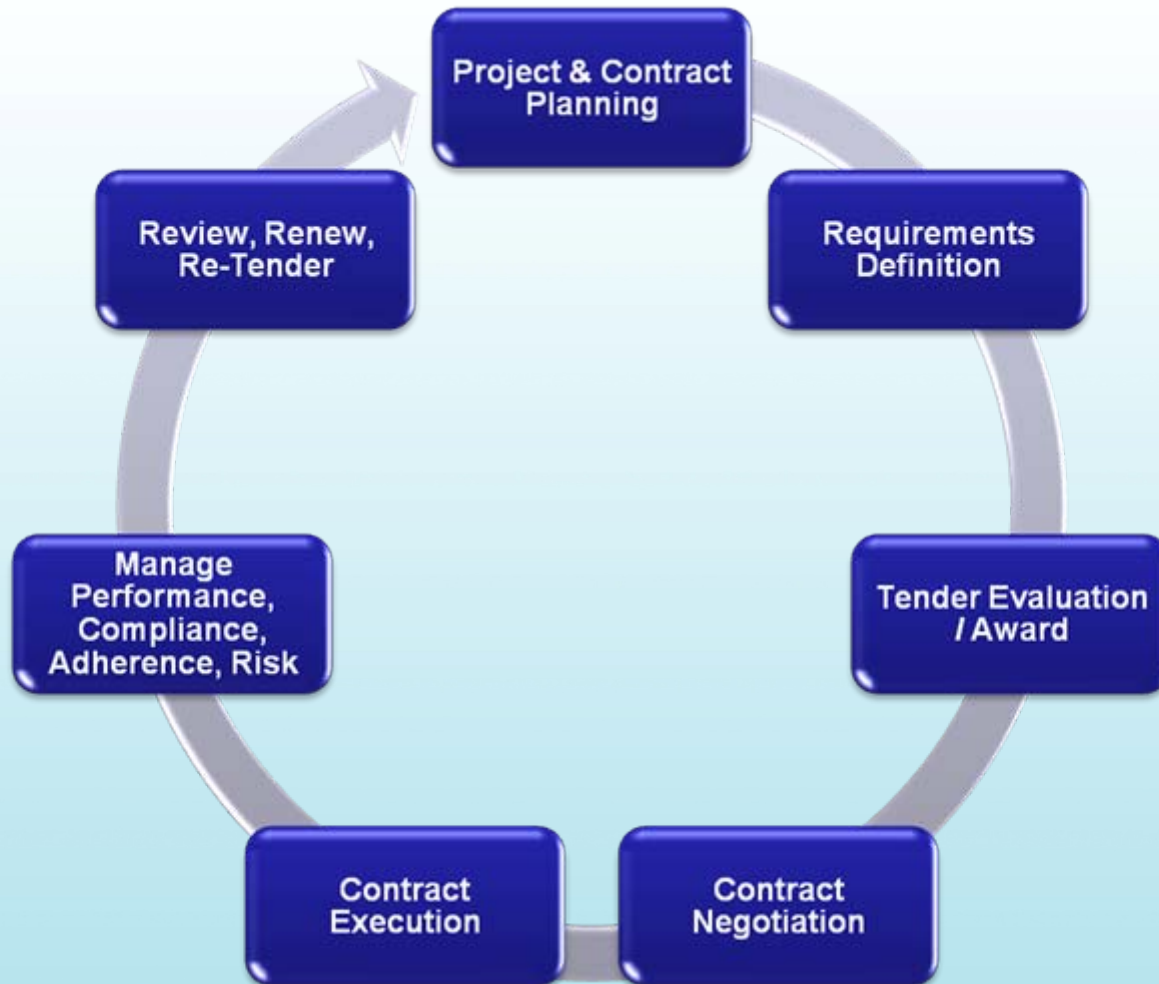 Project & Contract
Planning
Requirements
Definition
Tender Evaluation
/ Award
Contract
Negotiation
Contract
Execution
Manage
Performance,
Compliance,
Adherence, Risk
Review, Renew,
Re-Tender